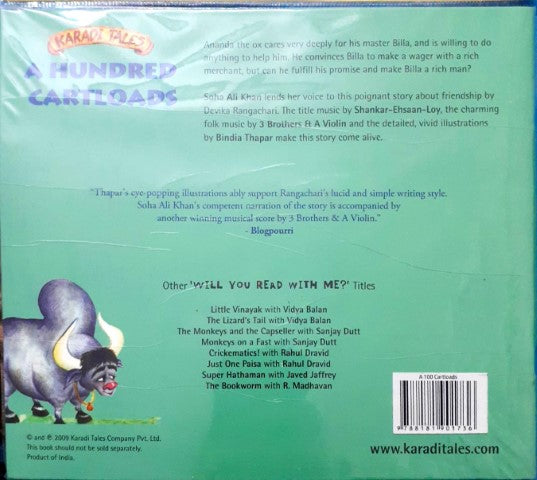 KARADI TALES
A HUNDRED
CARTLOADS
Ananda the ox cares very deeply for his master Billa, and is willing to do
anything to help him. He convinces Billa to make a wager with a rich
merchant, but can he fulfill his promise and make Billa a rich man?
Soha Ali Khan lends her voice to this poignant story about friendship by
Devika Rangachari. The title music by Shankar-Ehsaan-Loy, the charming
folk music by 3 Brothers & A Violin and the detailed, vivid illustrations
by Bindia Thapar make this story come alive.
"Thapar's eye-popping illustrations ably support Rangachari's lucid and simple writing style.
Soha Ali Khan's competent narration of the story is accompanied by
another winning musical score by 3 Brothers & A Violin."
- Blogpourri
Other 'WILL YOU READ WITH ME?' Titles
Little Vinayak with Vidya Balan
The Lizard's Tail with Vidya Balan
The Monkeys and the Capseller with Sanjay Dutt
Monkeys on a Fast with Sanjay Dutt
Crickematics! with Rahul Dravid
Just One Paisa with Rahul Dravid
Super Hathaman with Javed Jaffrey
The Bookworm with R. Madhavan
A 100 Cartloads
9 788181 901736
© and ℗ 2009 Karadi Tales Company Pvt. Ltd.
This book should not be sold separately.
Product of India.
www.karaditales.com